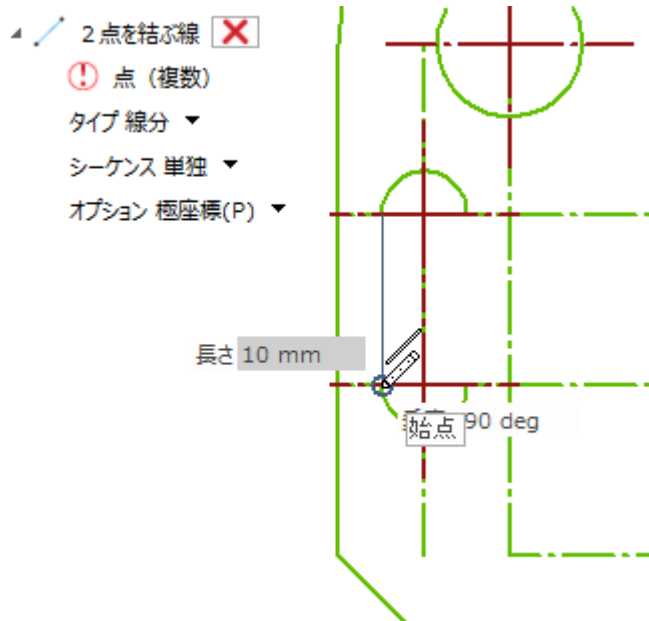 2点を結ぶ線
点（複数）
タイプ 線分
シーケンス 単独
オプション 極座標(P)
長さ 10 mm
90 deg
始点